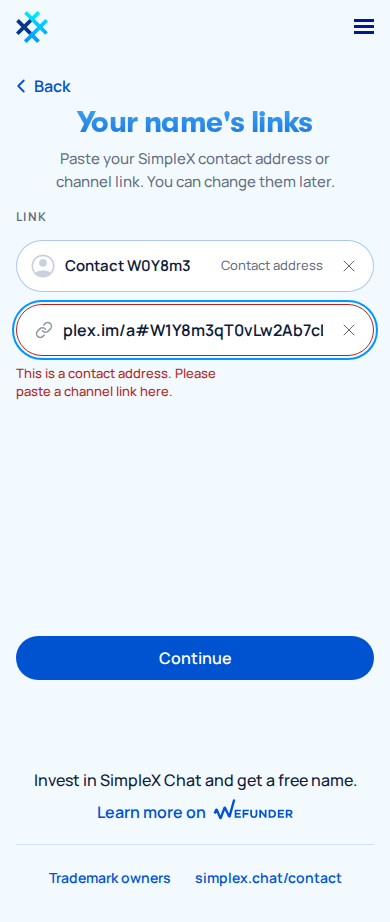 Back
Your name's links
Paste your SimpleX contact address or
channel link. You can change them later.
LINK
Contact W0Y8m3 Contact address
plex.im/a#W1Y8m3qT0vLw2Ab7cl
This is a contact address. Please
paste a channel link here.
Continue
Invest in SimpleX Chat and get a free name.
Learn more on WEFUNDER
Trademark owners simplex.chat/contact